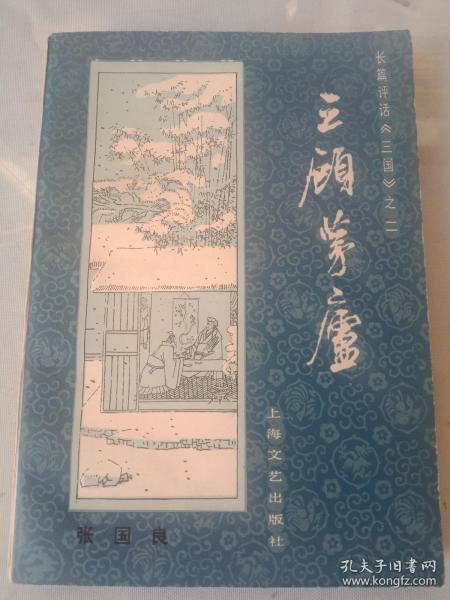 长篇评话《三国》之二
三顾茅庐
上海文艺出版社
张国良
孔夫子旧书网
www.kongfz.com